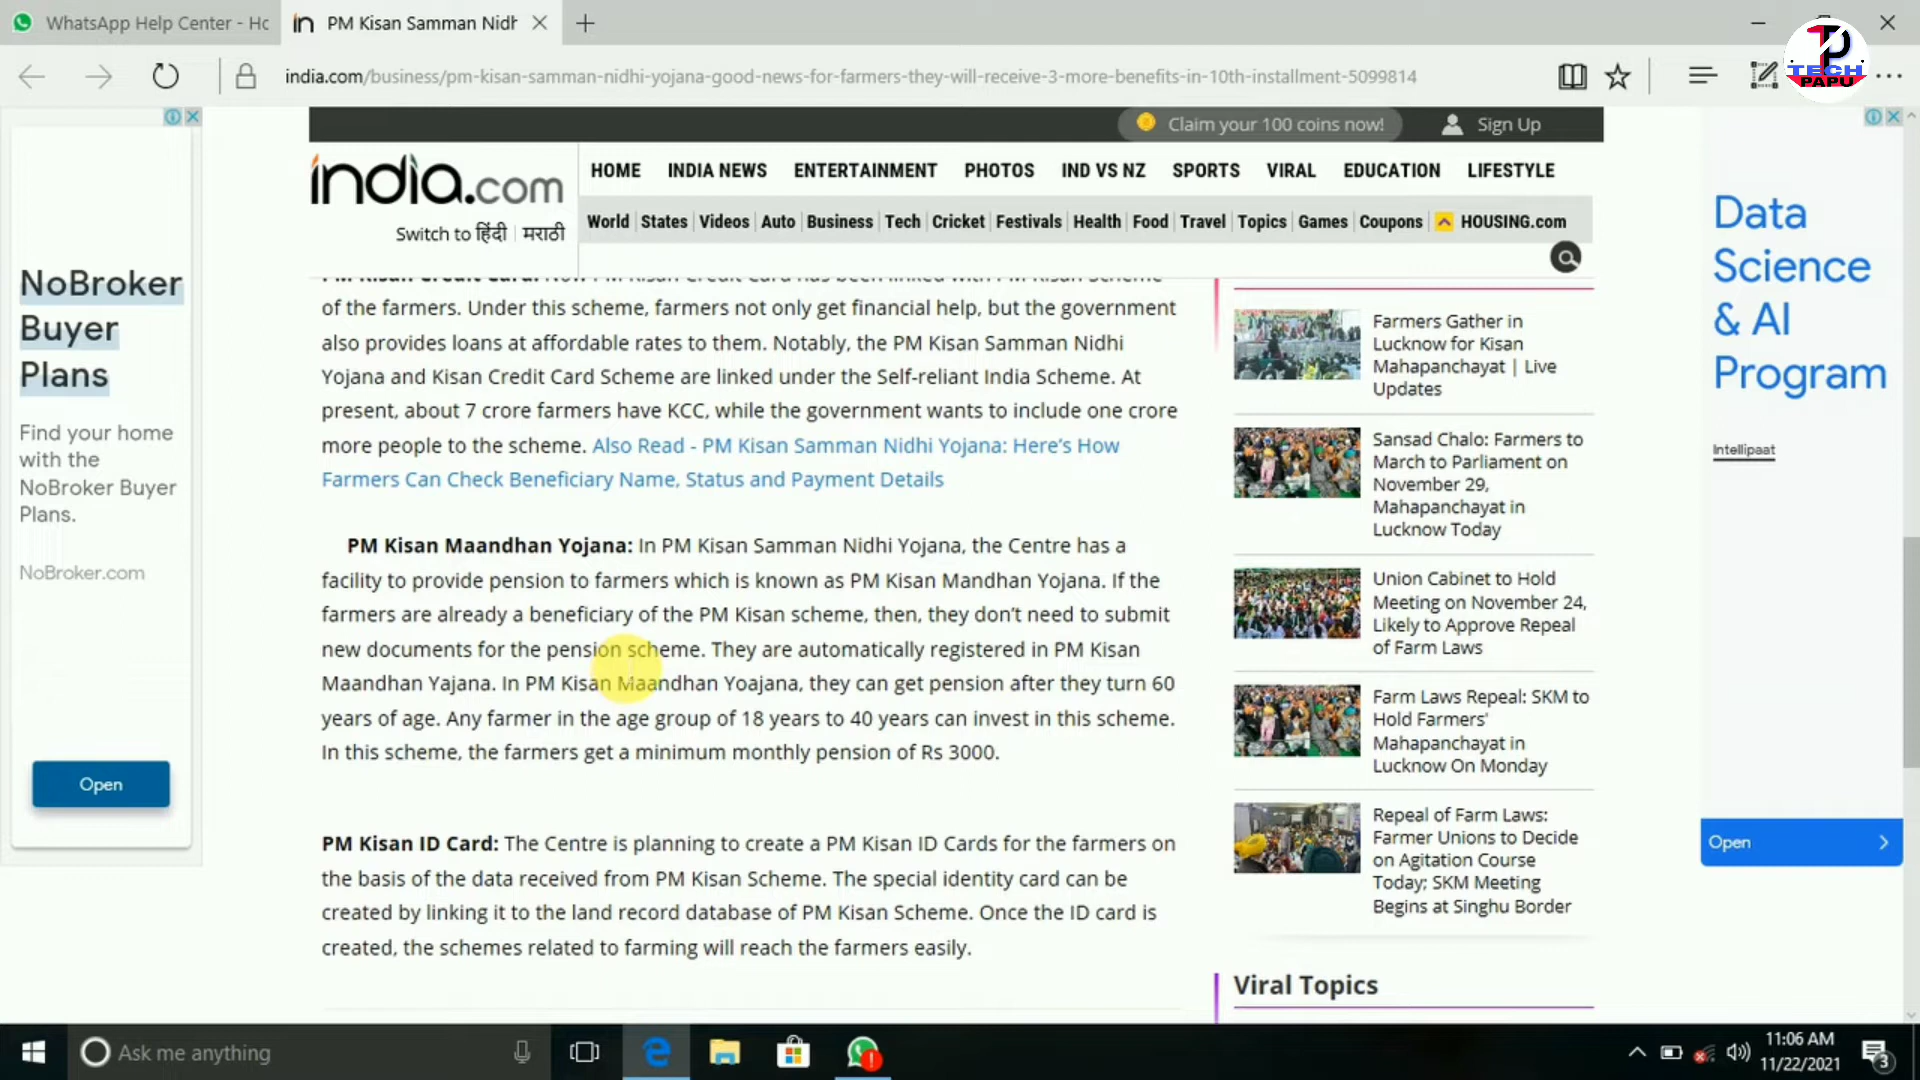 WhatsApp Help Center - Hc
in PM Kisan Samman Nidh
india.com/business/pm-kisan-samman-nidhi-yojana-good-news-for-farmers-they-will-receive-3-more-benefits-in-10th-installment-5099814
TP
TECH
PAPU
Claim your 100 coins now!
Sign Up
india.com
Switch to हिंदी | मराठी
HOME INDIA NEWS ENTERTAINMENT PHOTOS IND VS NZ SPORTS VIRAL EDUCATION LIFESTYLE
World States Videos Auto Business Tech Cricket Festivals Health Food Travel Topics Games Coupons HOUSING.com
NoBroker
Buyer
Plans
Find your home
with the
NoBroker Buyer
Plans.
NoBroker.com
Open
PM Kisan Credit Card: Now PM Kisan Credit Card has been linked with PM Kisan Scheme
of the farmers. Under this scheme, farmers not only get financial help, but the government
also provides loans at affordable rates to them. Notably, the PM Kisan Samman Nidhi
Yojana and Kisan Credit Card Scheme are linked under the Self-reliant India Scheme. At
present, about 7 crore farmers have KCC, while the government wants to include one crore
more people to the scheme. Also Read - PM Kisan Samman Nidhi Yojana: Here's How
Farmers Can Check Beneficiary Name, Status and Payment Details
PM Kisan Maandhan Yojana: In PM Kisan Samman Nidhi Yojana, the Centre has a
facility to provide pension to farmers which is known as PM Kisan Mandhan Yojana. If the
farmers are already a beneficiary of the PM Kisan scheme, then, they don't need to submit
new documents for the pension scheme. They are automatically registered in PM Kisan
Maandhan Yajana. In PM Kisan Maandhan Yoajana, they can get pension after they turn 60
years of age. Any farmer in the age group of 18 years to 40 years can invest in this scheme.
In this scheme, the farmers get a minimum monthly pension of Rs 3000.
PM Kisan ID Card: The Centre is planning to create a PM Kisan ID Cards for the farmers on
the basis of the data received from PM Kisan Scheme. The special identity card can be
created by linking it to the land record database of PM Kisan Scheme. Once the ID card is
created, the schemes related to farming will reach the farmers easily.
Farmers Gather in
Lucknow for Kisan
Mahapanchayat | Live
Updates
Sansad Chalo: Farmers to
March to Parliament on
November 29,
Mahapanchayat in
Lucknow Today
Union Cabinet to Hold
Meeting on November 24,
Likely to Approve Repeal
of Farm Laws
Farm Laws Repeal: SKM to
Hold Farmers'
Mahapanchayat in
Lucknow On Monday
Repeal of Farm Laws:
Farmer Unions to Decide
on Agitation Course
Today; SKM Meeting
Begins at Singhu Border
Viral Topics
Data
Science
& AI
Program
Intellipaat
Open
Ask me anything
11:06 AM
11/22/2021
3